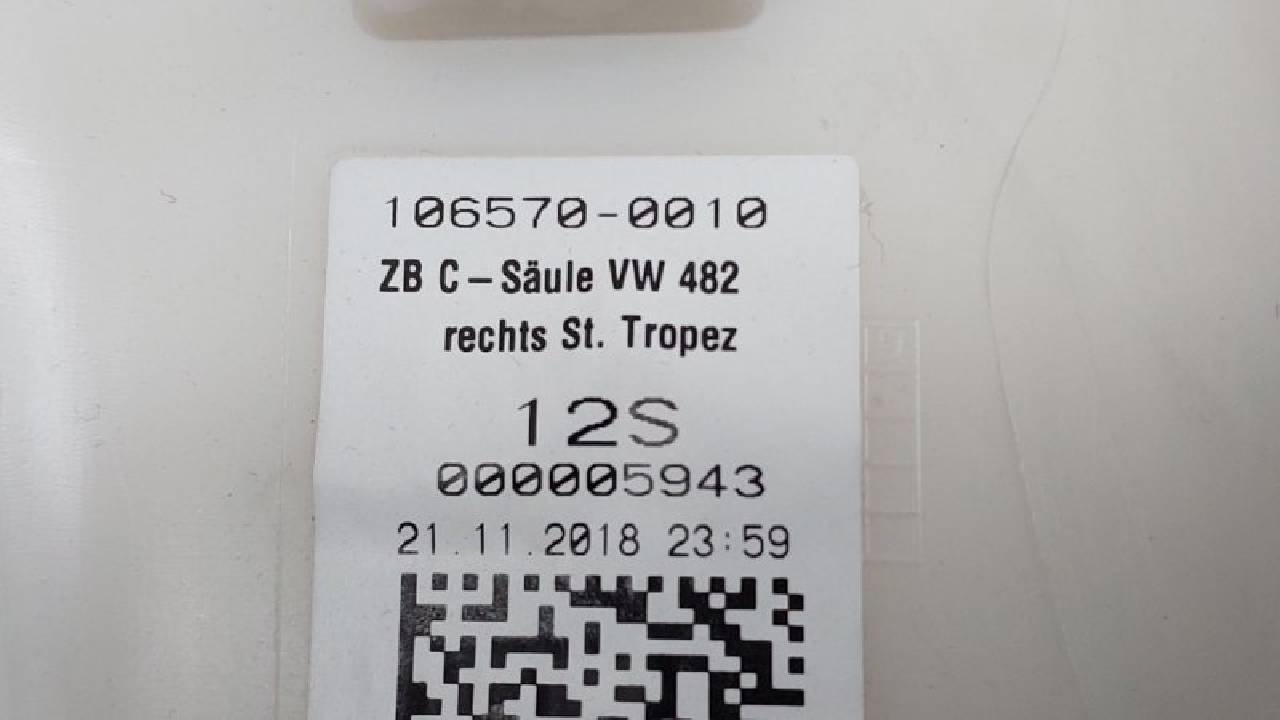 106570-0010
ZB C – Säule VW 482
rechts St. Tropez
12S
000005943
21.11.2018 23:59